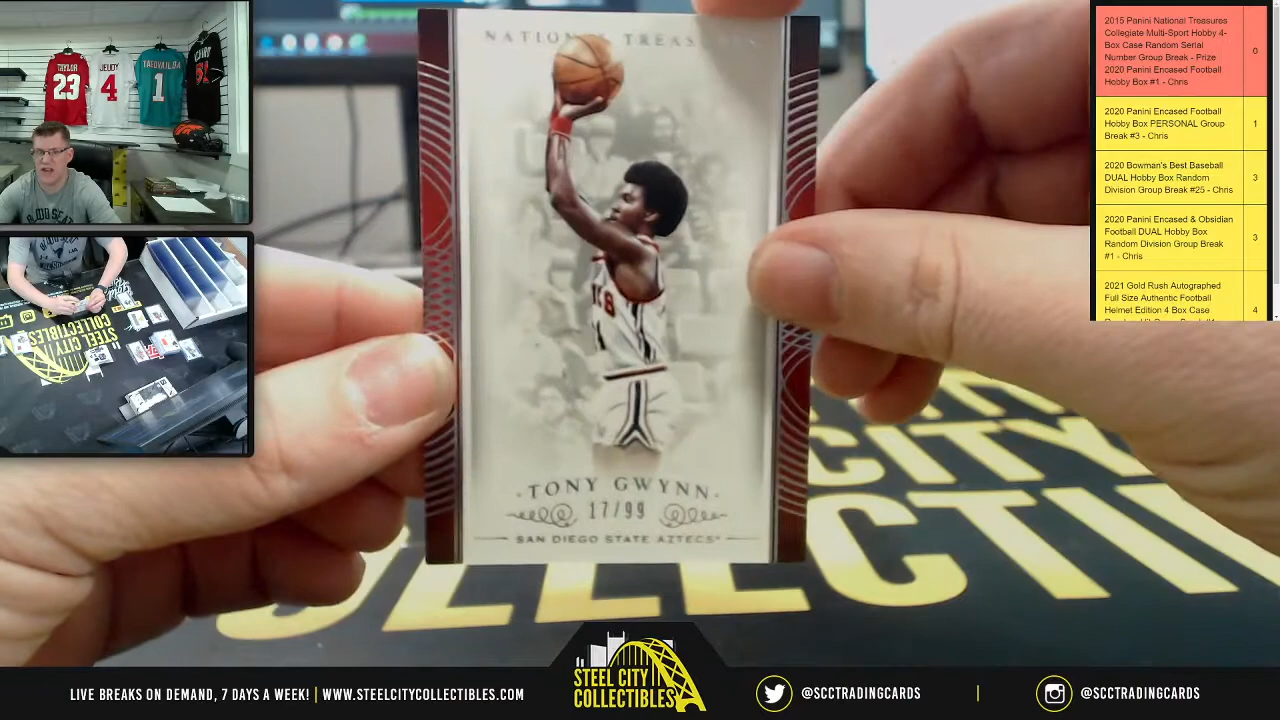 TAYLOR
23
JEUDY
4
TAGOVAILOA
1
51
STEEL CITY
COLLECTIBLES
TONY GWYNN
17/99
SAN DIEGO STATE AZTECS
CITY
COLLECTI
2015 Panini National Treasures
Collegiate Multi-Sport Hobby 4-
Box Case Random Serial
Number Group Break - Prize
2020 Panini Encased Football
Hobby Box #1 - Chris
0
2020 Panini Encased Football
Hobby Box PERSONAL Group
Break #3 - Chris
1
2020 Bowman's Best Baseball
DUAL Hobby Box Random
Division Group Break #25 - Chris
3
2020 Panini Encased & Obsidian
Football DUAL Hobby Box
Random Division Group Break
#1 - Chris
3
2021 Gold Rush Autographed
Full Size Authentic Football
Helmet Edition 4 Box Case
4
LIVE BREAKS ON DEMAND, 7 DAYS A WEEK! | WWW.STEELCITYCOLLECTIBLES.COM
STEEL CITY
COLLECTIBLES
@SCCTRADINGCARDS | @SCCTRADINGCARDS